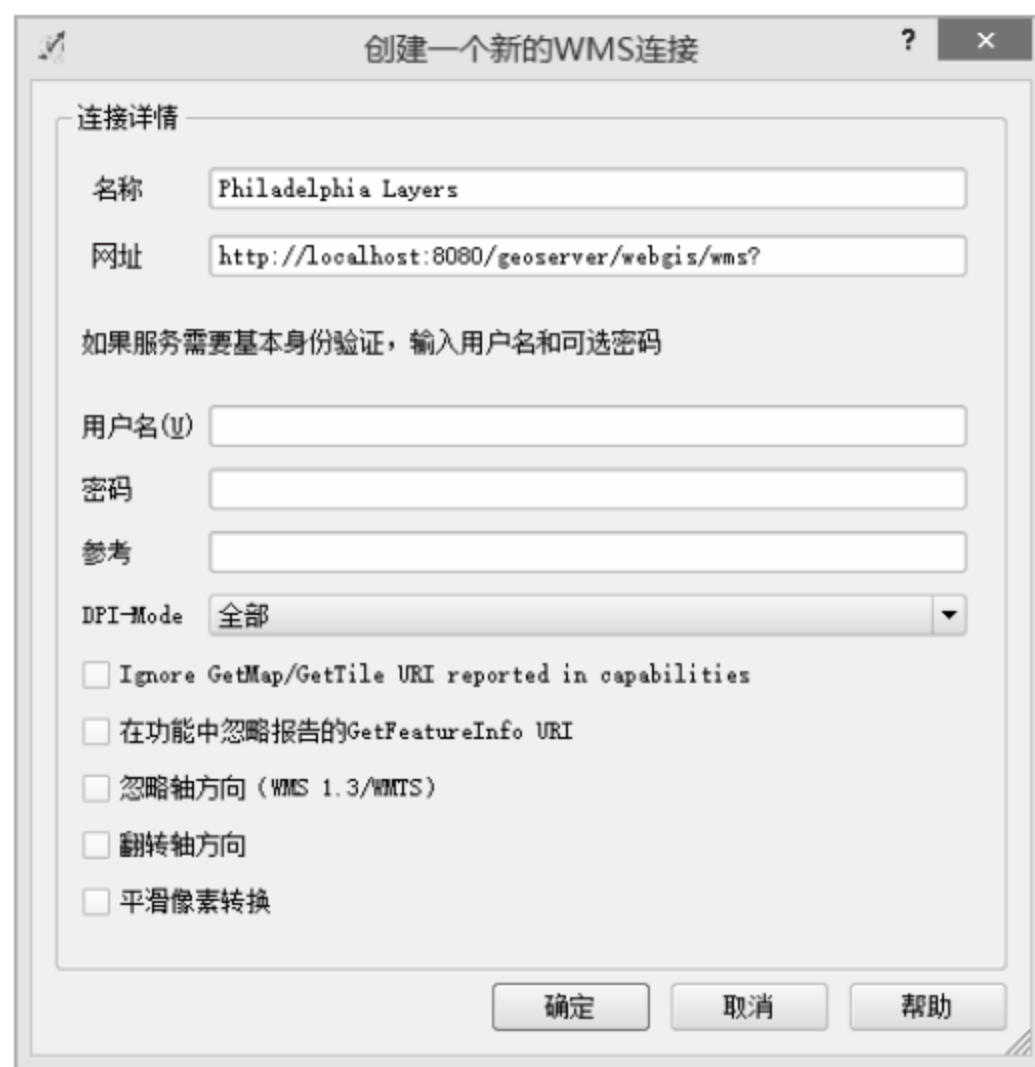 创建一个新的WMS连接 ? ×
连接详情
名称 Philadelphia Layers
网址 http://localhost:8080/geoserver/webgis/wms?
如果服务需要基本身份验证，输入用户名和可选密码
用户名(U)
密码
参考
DPI-Mode 全部
Ignore GetMap/GetTile URI reported in capabilities
在功能中忽略报告的GetFeatureInfo URI
忽略轴方向（WMS 1.3/WMTS）
翻转轴方向
平滑像素转换
确定 取消 帮助